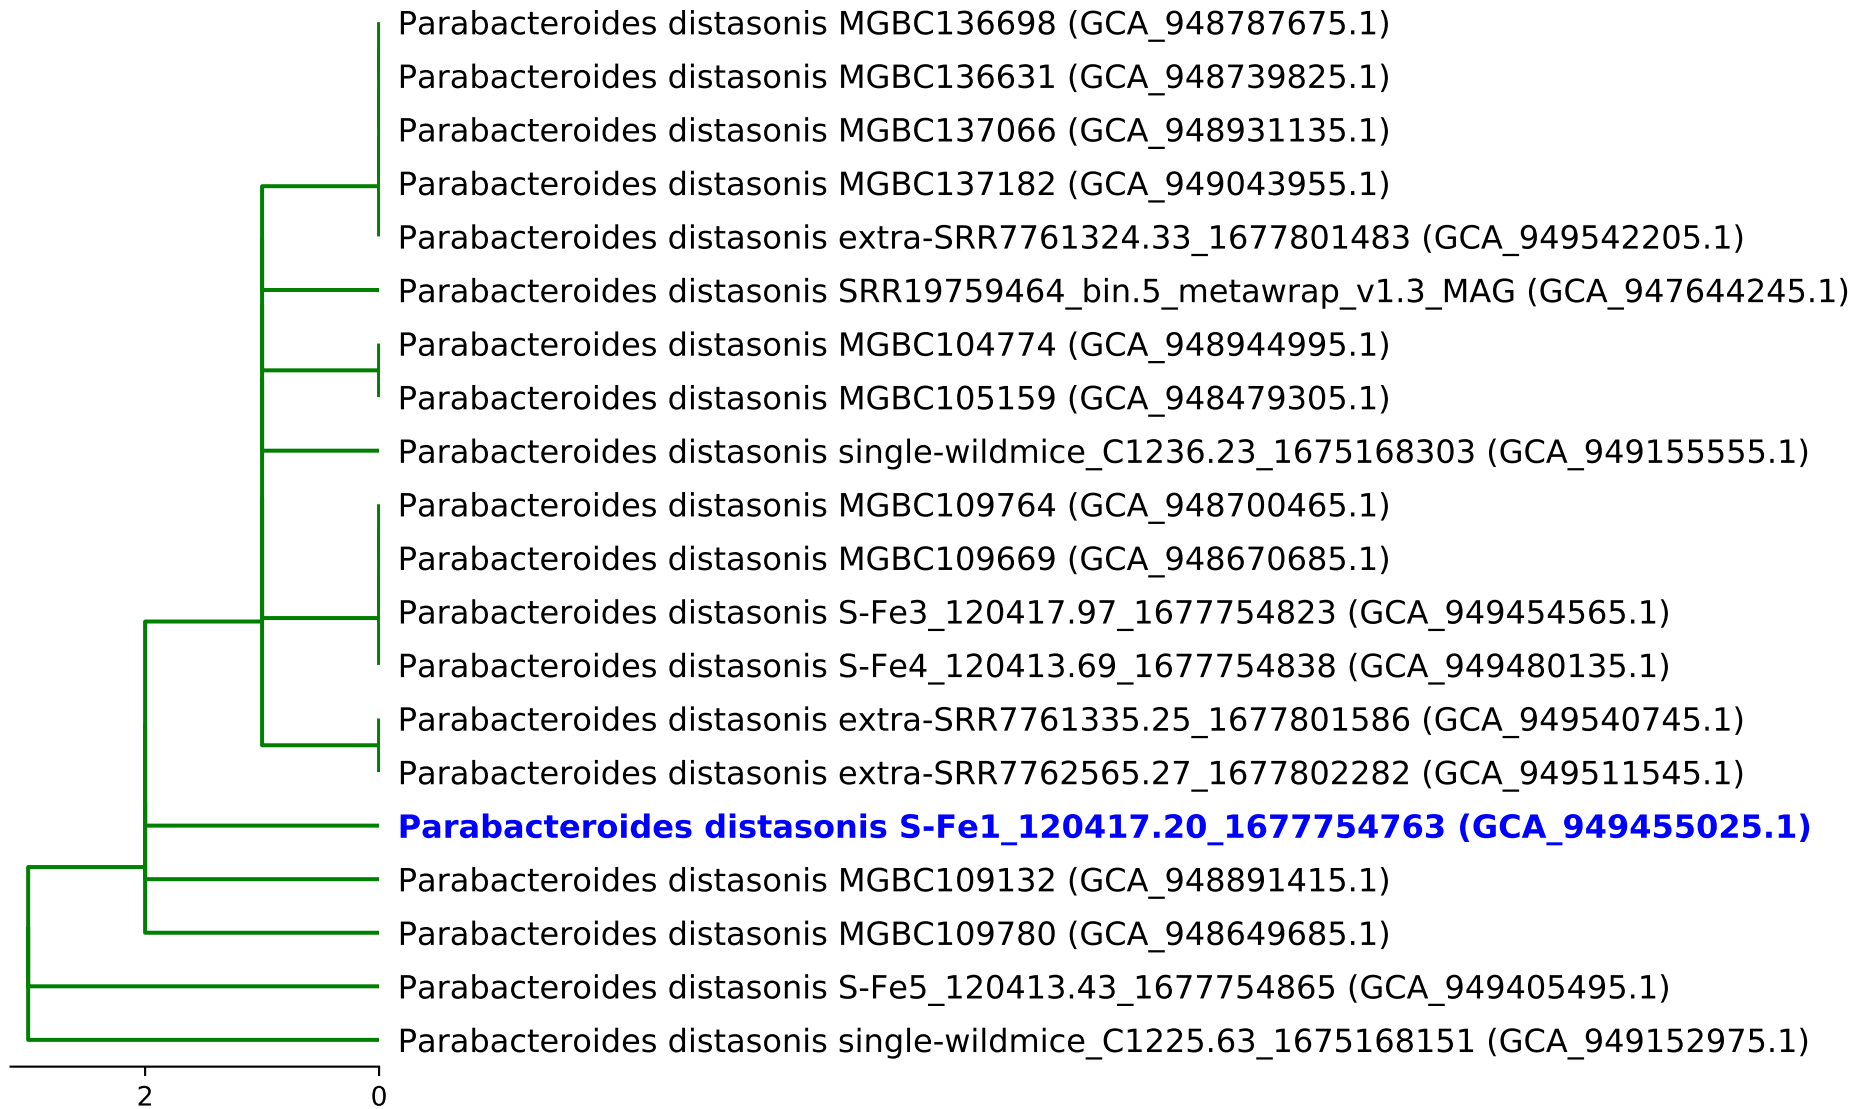 Parabacteroides distasonis MGBC136698 (GCA_948787675.1)
Parabacteroides distasonis MGBC136631 (GCA_948739825.1)
Parabacteroides distasonis MGBC137066 (GCA_948931135.1)
Parabacteroides distasonis MGBC137182 (GCA_949043955.1)
Parabacteroides distasonis extra-SRR7761324.33_1677801483 (GCA_949542205.1)
Parabacteroides distasonis SRR19759464_bin.5_metawrap_v1.3_MAG (GCA_947644245.1)
Parabacteroides distasonis MGBC104774 (GCA_948944995.1)
Parabacteroides distasonis MGBC105159 (GCA_948479305.1)
Parabacteroides distasonis single-wildmice_C1236.23_1675168303 (GCA_949155555.1)
Parabacteroides distasonis MGBC109764 (GCA_948700465.1)
Parabacteroides distasonis MGBC109669 (GCA_948670685.1)
Parabacteroides distasonis S-Fe3_120417.97_1677754823 (GCA_949454565.1)
Parabacteroides distasonis S-Fe4_120413.69_1677754838 (GCA_949480135.1)
Parabacteroides distasonis extra-SRR7761335.25_1677801586 (GCA_949540745.1)
Parabacteroides distasonis extra-SRR7762565.27_1677802282 (GCA_949511545.1)
Parabacteroides distasonis S-Fe1_120417.20_1677754763 (GCA_949455025.1)
Parabacteroides distasonis MGBC109132 (GCA_948891415.1)
Parabacteroides distasonis MGBC109780 (GCA_948649685.1)
Parabacteroides distasonis S-Fe5_120413.43_1677754865 (GCA_949405495.1)
Parabacteroides distasonis single-wildmice_C1225.63_1675168151 (GCA_949152975.1)
2 0